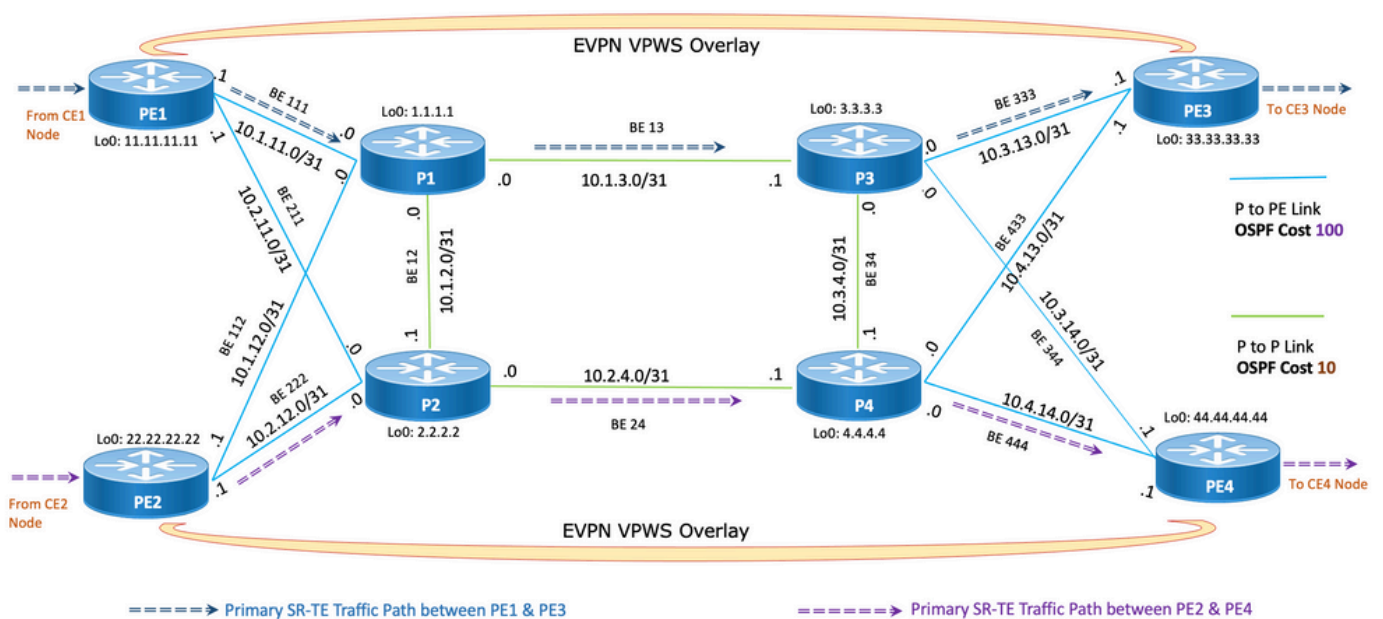 EVPN VPWS Overlay
PE1
From CE1
Node
Lo0: 11.11.11.11
.1
.1
BE 111
10.1.11.0/31
.0
Lo0: 1.1.1.1
P1
.0
.0
.0
BE 13
10.1.3.0/31
.1
Lo0: 3.3.3.3
P3
.0
.0
.0
BE 333
10.3.13.0/31
.1
.1
PE3
To CE3 Node
Lo0: 33.33.33.33
BE 211
10.2.11.0/31
BE 12
10.1.2.0/31
10.3.4.0/31
BE 34
BE 433
10.4.13.0/31
P to PE Link
OSPF Cost 100
BE 112
10.1.12.0/31
.0
.1
.1
10.3.14.0/31
BE 344
.0
P to P Link
OSPF Cost 10
BE 222
10.2.12.0/31
.0
P2
Lo0: 2.2.2.2
.0
10.2.4.0/31
.1
BE 24
P4
Lo0: 4.4.4.4
.0
10.4.14.0/31
BE 444
.1
.1
Lo0: 44.44.44.44
PE4
To CE4 Node
Lo0: 22.22.22.22
.1
.1
PE2
From CE2
Node
EVPN VPWS Overlay
Primary SR-TE Traffic Path between PE1 & PE3
Primary SR-TE Traffic Path between PE2 & PE4